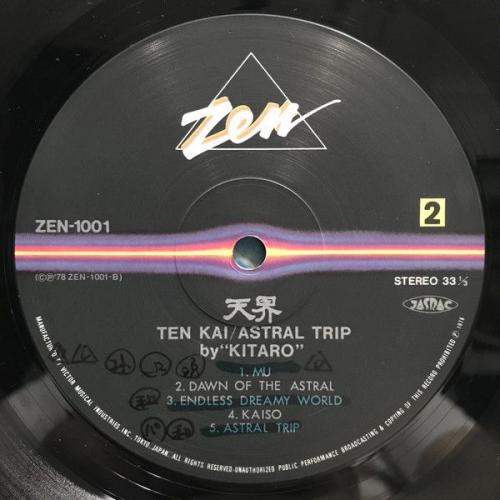 Zen
ZEN-1001
2
(ⒸⓅ'78 ZEN-1001-B)
STEREO 33⅓
JASRAC
天界
TEN KAI/ASTRAL TRIP
by"KITARO"
1. MU
2. DAWN OF THE ASTRAL
3. ENDLESS DREAMY WORLD
4. KAISO
5. ASTRAL TRIP
MANUFACTURED BY VICTOR MUSICAL INDUSTRIES, INC. TOKYO, JAPAN. ALL RIGHTS RESERVED-UNAUTHORIZED PUBLIC PERFORMANCE BROADCASTING & COPYING OF THIS RECORD PROHIBITED Ⓟ 1978